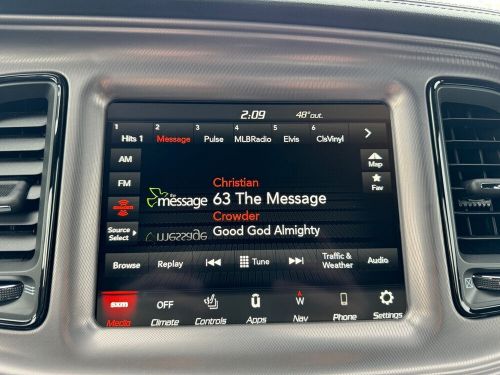 2:09 48°out
1 2 3 4 5 6
Hits 1 Message Pulse MLBRadio Elvis ClsVinyl
AM
FM
Source Select
Map
Fav
Christian
the message
63 The Message
Crowder
Good God Almighty
message
Browse Replay Tune Traffic & Weather Audio
sxm OFF W
Media Climate Controls Apps Nav Phone Settings